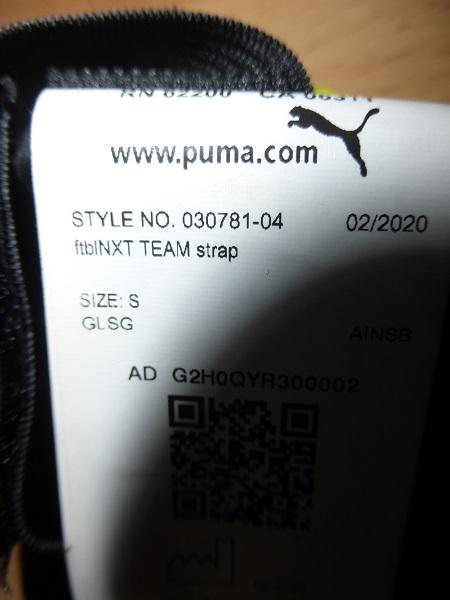 www.puma.com
STYLE NO. 030781-04 02/2020
ftblNXT TEAM strap
SIZE: S
GLSG AINSB
AD G2H0QYR300002